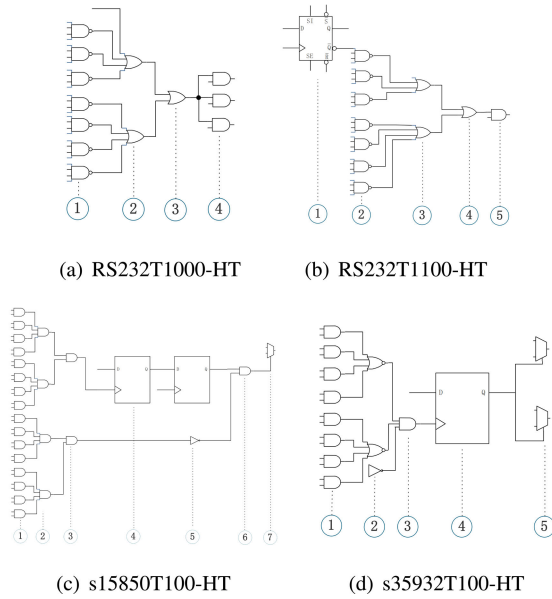 SI S
D Q
Q
SE R
1 2 3 4
1 2 3 4 5
(a) RS232T1000-HT
(b) RS232T1100-HT
D Q D Q
1 2 3 4 5 6 7
D Q
1 2 3 4 5
(c) s15850T100-HT
(d) s35932T100-HT